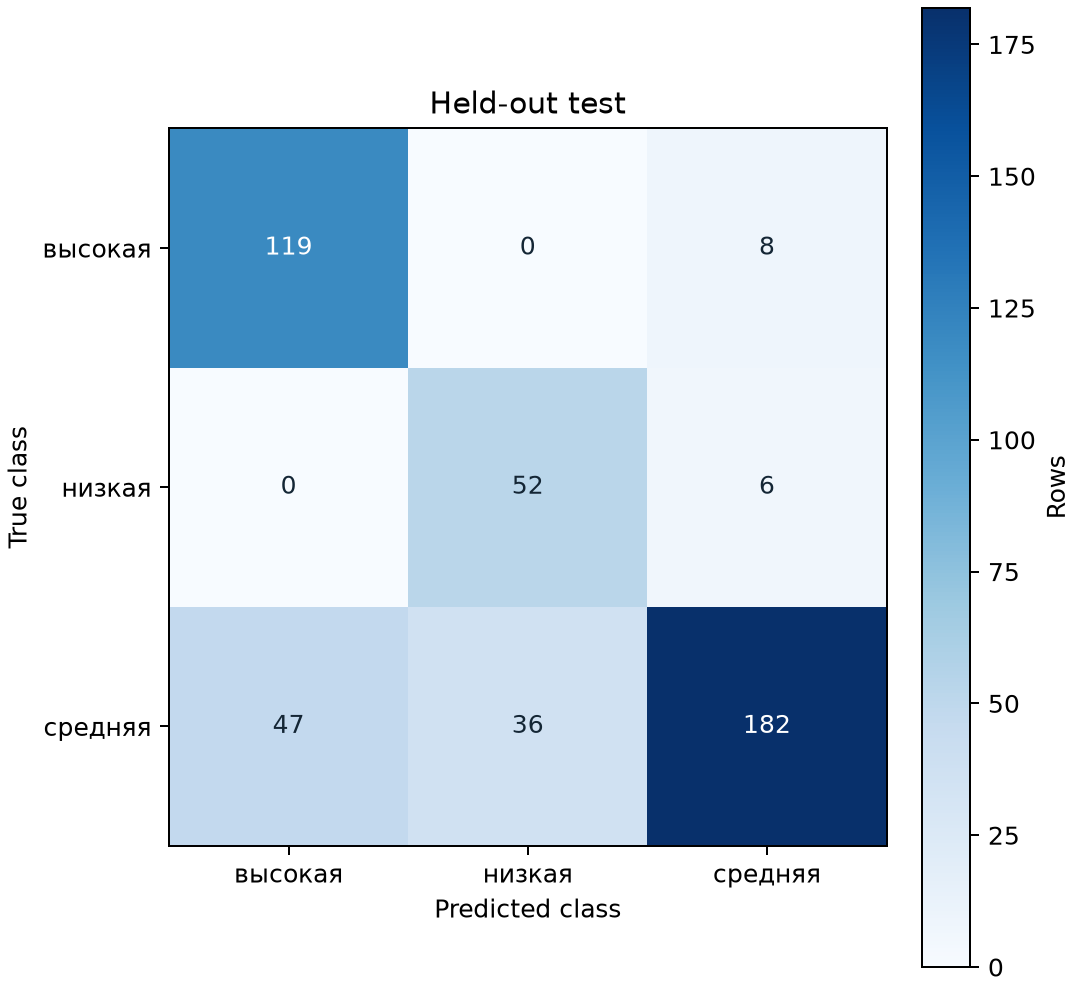 Held-out test
175
150
125
100
75
50
25
0
Rows
True class
высокая
119
0
8
низкая
0
52
6
средняя
47
36
182
высокая
низкая
средняя
Predicted class